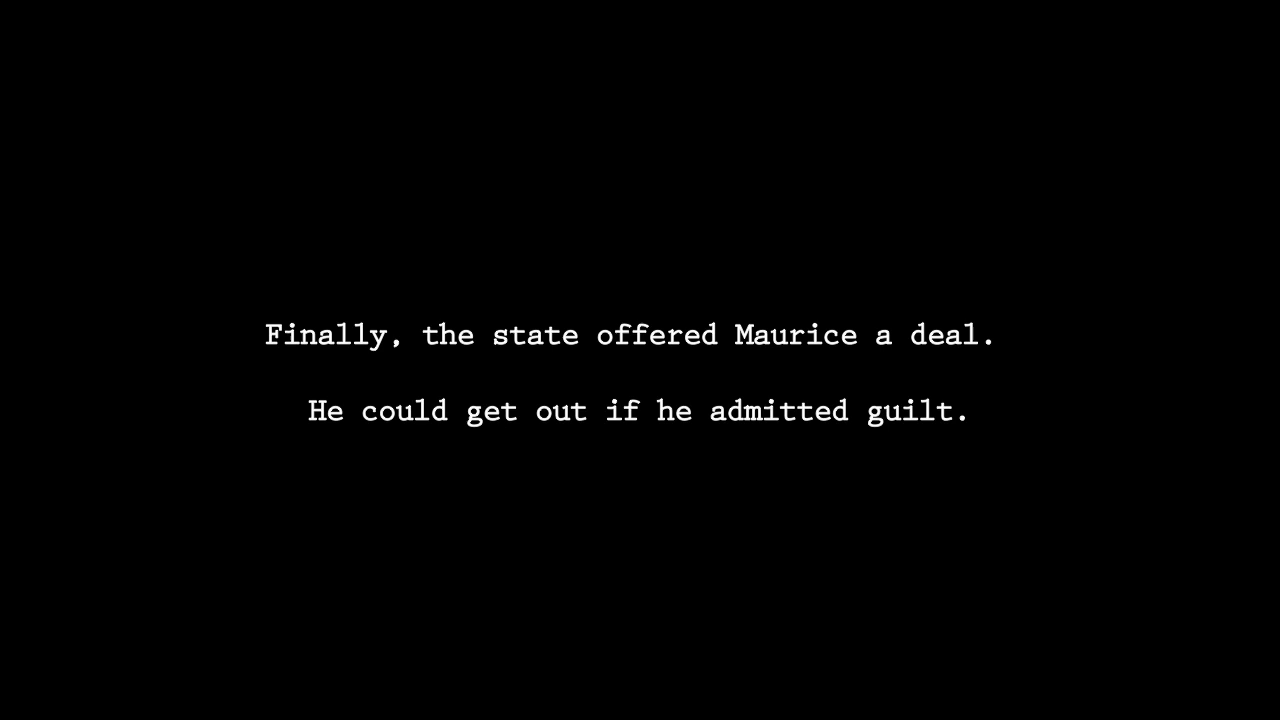 Finally, the state offered Maurice a deal.
He could get out if he admitted guilt.